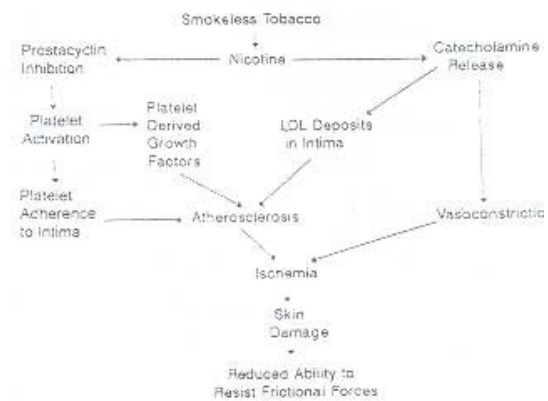 Smokeless Tobacco
Prostacyclin
Inhibition
Nicotine
Catecholamine
Release
Platelet
Activation
Platelet
Derived
Growth
Factors
LDL Deposits
in Intima
Platelet
Adherence
to Intima
Atherosclerosis
Vasoconstrictic
Ischemia
Skin
Damage
Reduced Ability to
Resist Frictional Forces